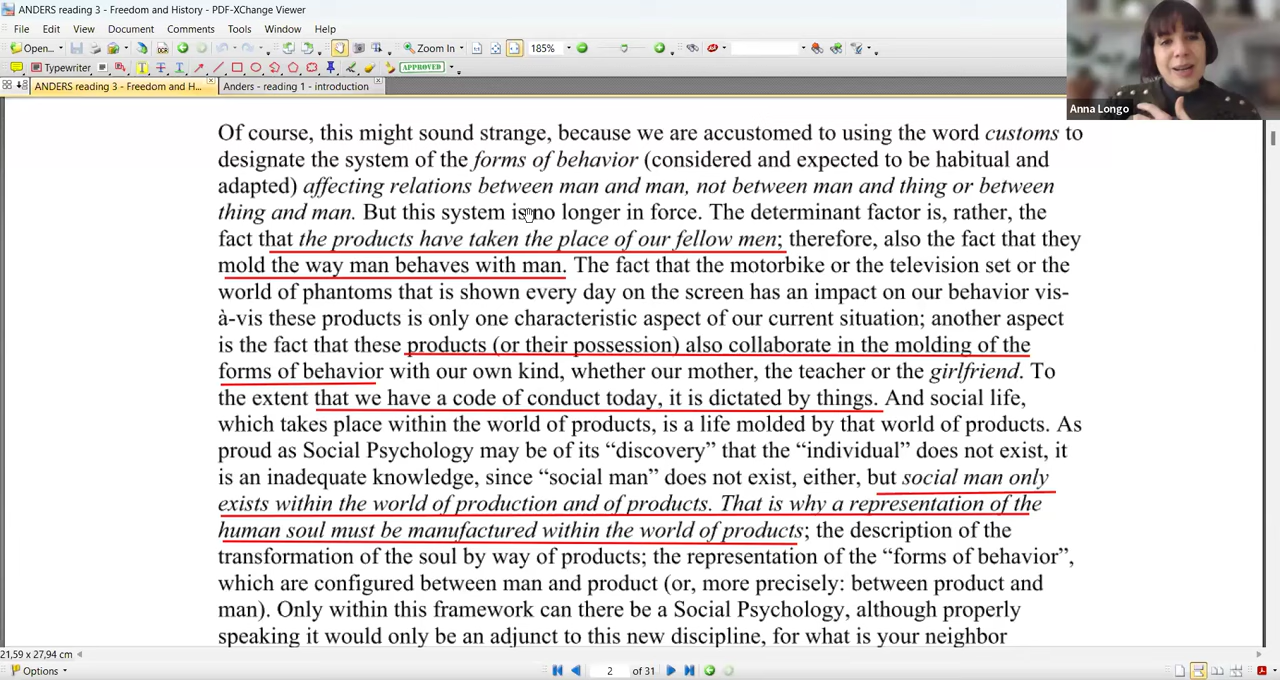 ANDERS reading 3 - Freedom and History - PDF-XChange Viewer
File Edit View Document Comments Tools Window Help
Open... Zoom In 185%
Typewriter APPROVED
ANDERS reading 3 - Freedom and H... Anders - reading 1 - introduction
Anna Longo
Of course, this might sound strange, because we are accustomed to using the word customs to
designate the system of the forms of behavior (considered and expected to be habitual and
adapted) affecting relations between man and man, not between man and thing or between
thing and man. But this system is no longer in force. The determinant factor is, rather, the
fact that the products have taken the place of our fellow men; therefore, also the fact that they
mold the way man behaves with man. The fact that the motorbike or the television set or the
world of phantoms that is shown every day on the screen has an impact on our behavior vis-
à-vis these products is only one characteristic aspect of our current situation; another aspect
is the fact that these products (or their possession) also collaborate in the molding of the
forms of behavior with our own kind, whether our mother, the teacher or the girlfriend. To
the extent that we have a code of conduct today, it is dictated by things. And social life,
which takes place within the world of products, is a life molded by that world of products. As
proud as Social Psychology may be of its “discovery” that the “individual” does not exist, it
is an inadequate knowledge, since “social man” does not exist, either, but social man only
exists within the world of production and of products. That is why a representation of the
human soul must be manufactured within the world of products; the description of the
transformation of the soul by way of products; the representation of the “forms of behavior”,
which are configured between man and product (or, more precisely: between product and
man). Only within this framework can there be a Social Psychology, although properly
speaking it would only be an adjunct to this new discipline, for what is your neighbor
21,59 x 27,94 cm
Options 2 of 31